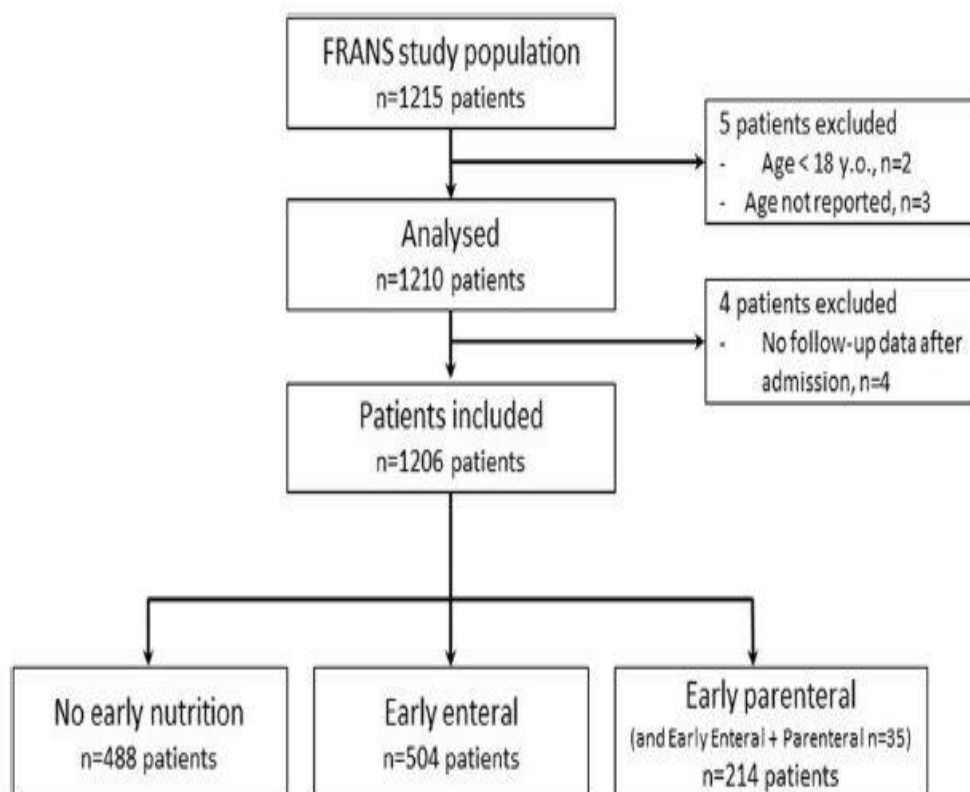 FRANS study population
n=1215 patients
5 patients excluded
- Age < 18 y.o., n=2
- Age not reported, n=3
Analysed
n=1210 patients
4 patients excluded
- No follow-up data after
admission, n=4
Patients included
n=1206 patients
No early nutrition
n=488 patients
Early enteral
n=504 patients
Early parenteral
(and Early Enteral + Parenteral n=35)
n=214 patients